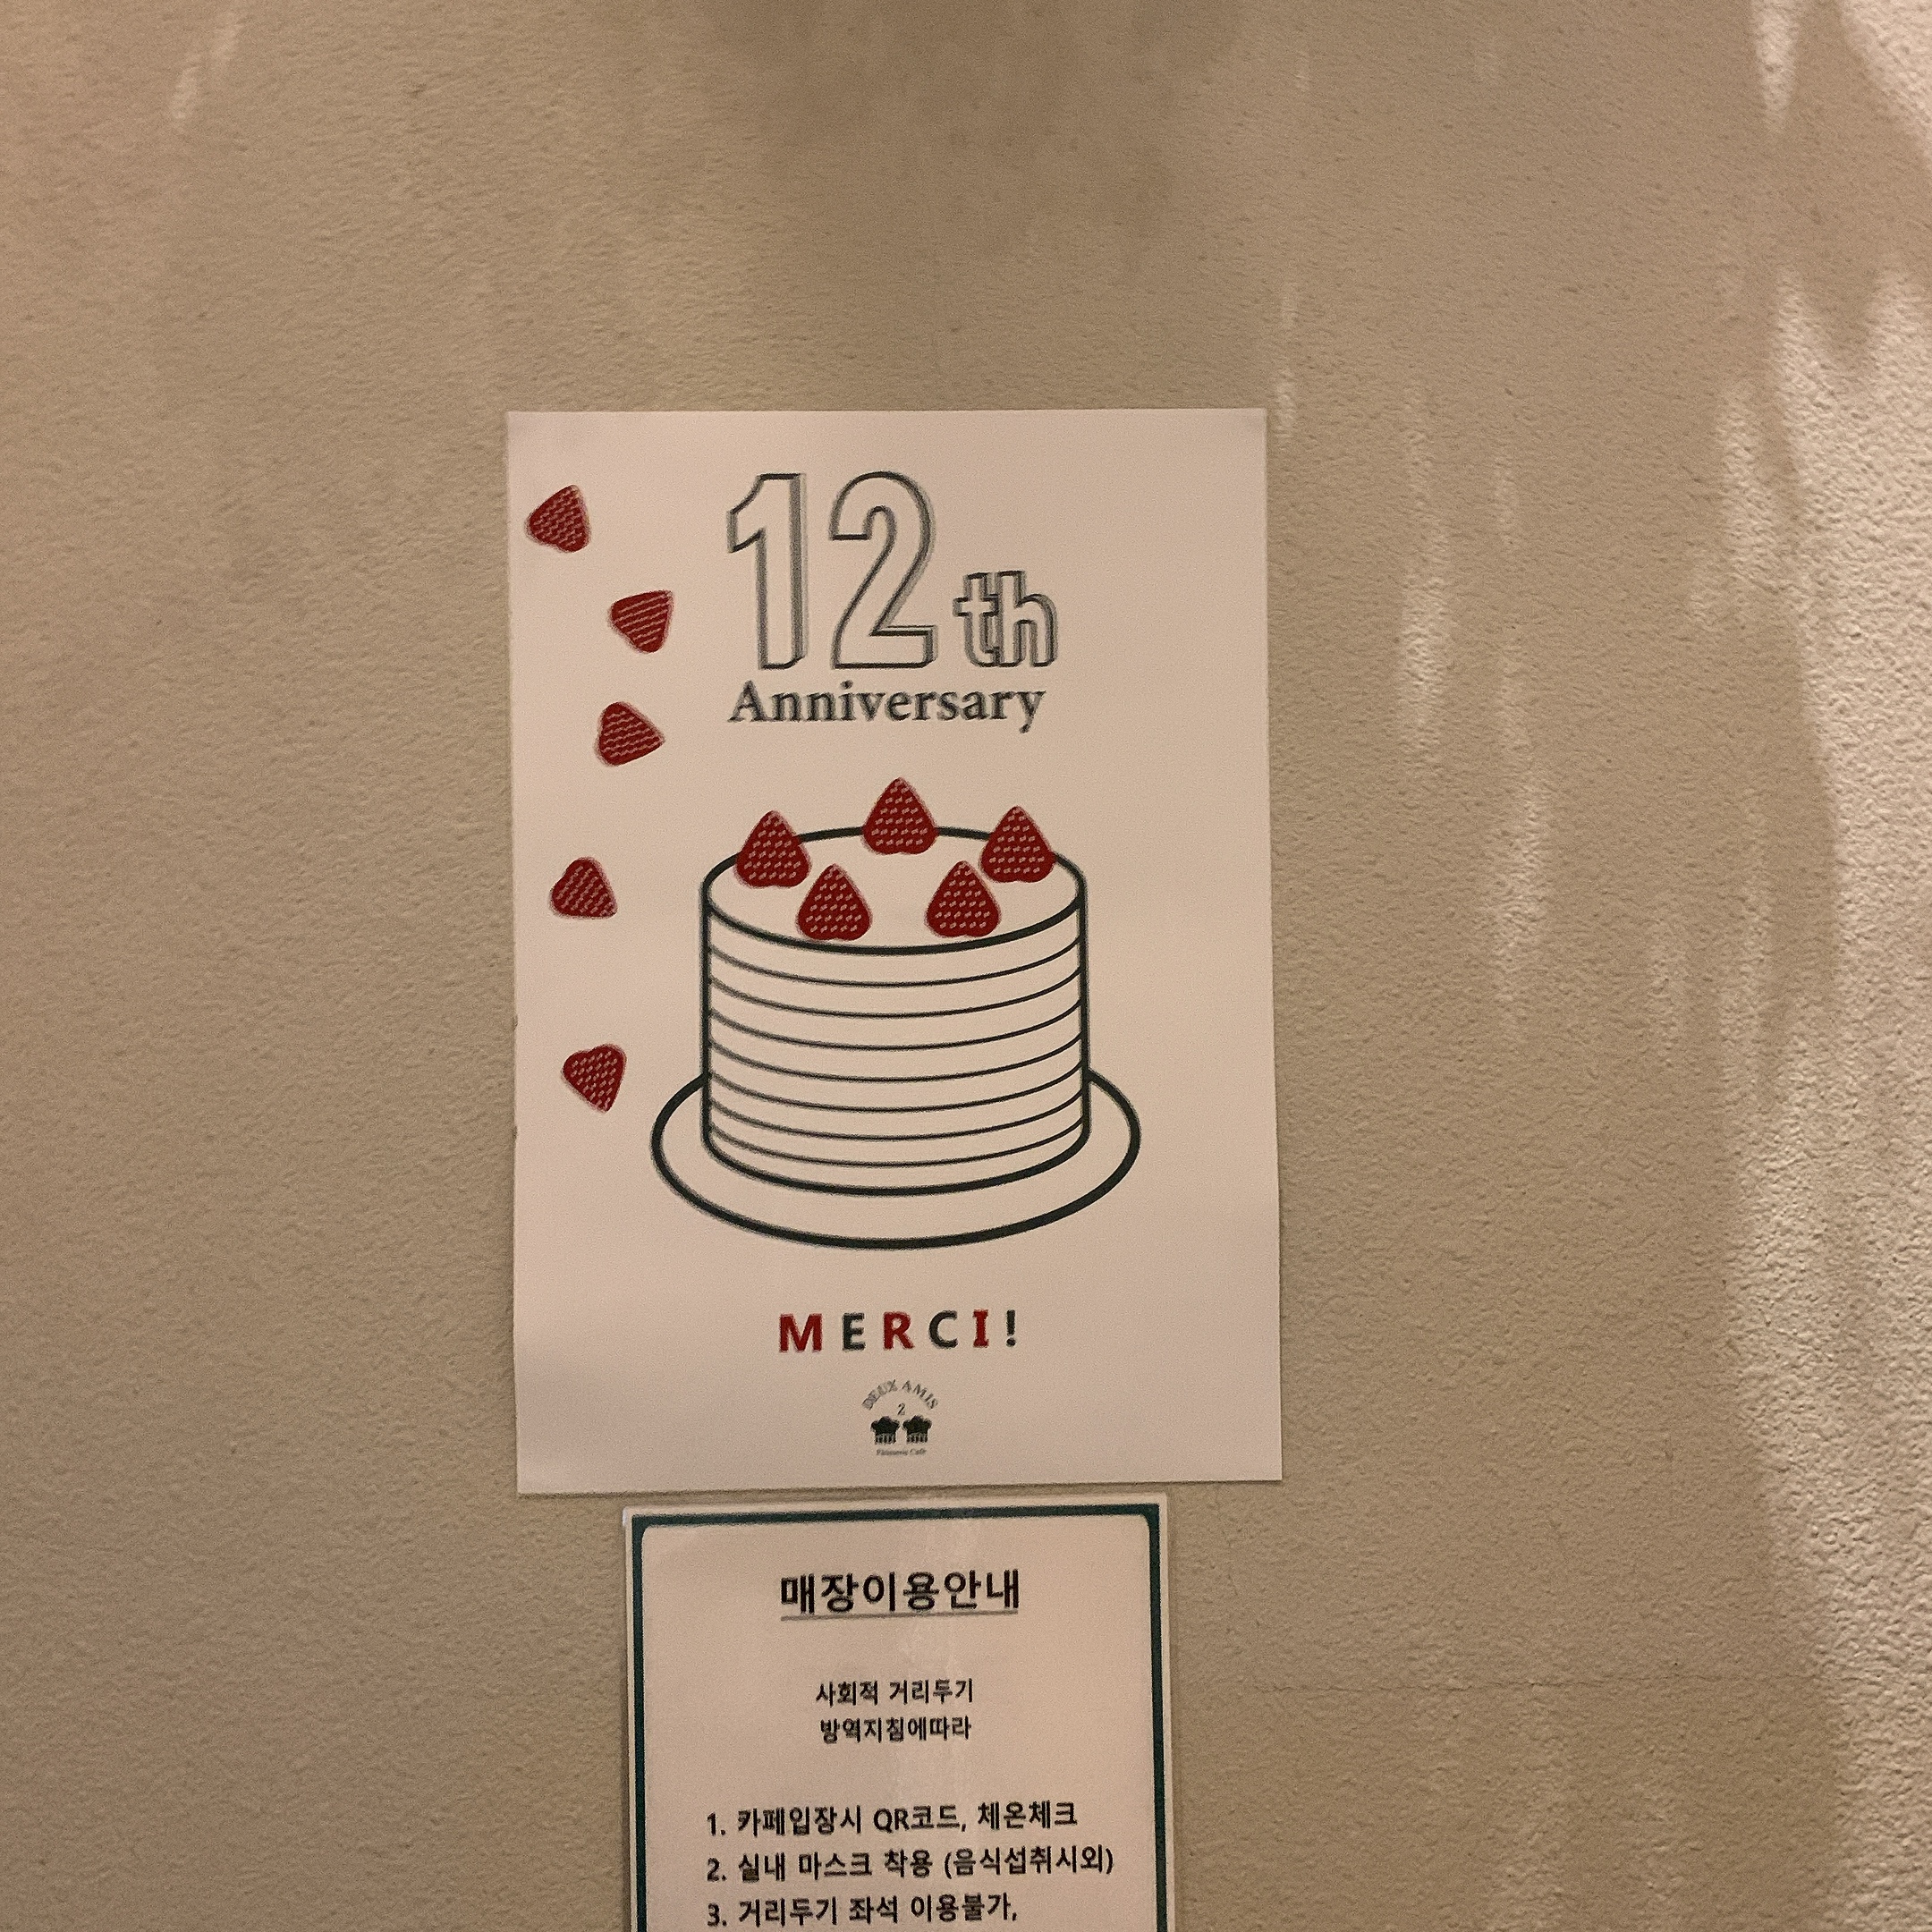 12th
Anniversary
MERCI!
DEUX AMIS
2
Pâtisserie Café
매장이용안내
사회적 거리두기
방역지침에따라
1. 카페입장시 QR코드, 체온체크
2. 실내 마스크 착용 (음식섭취시외)
3. 거리두기 좌석 이용불가,